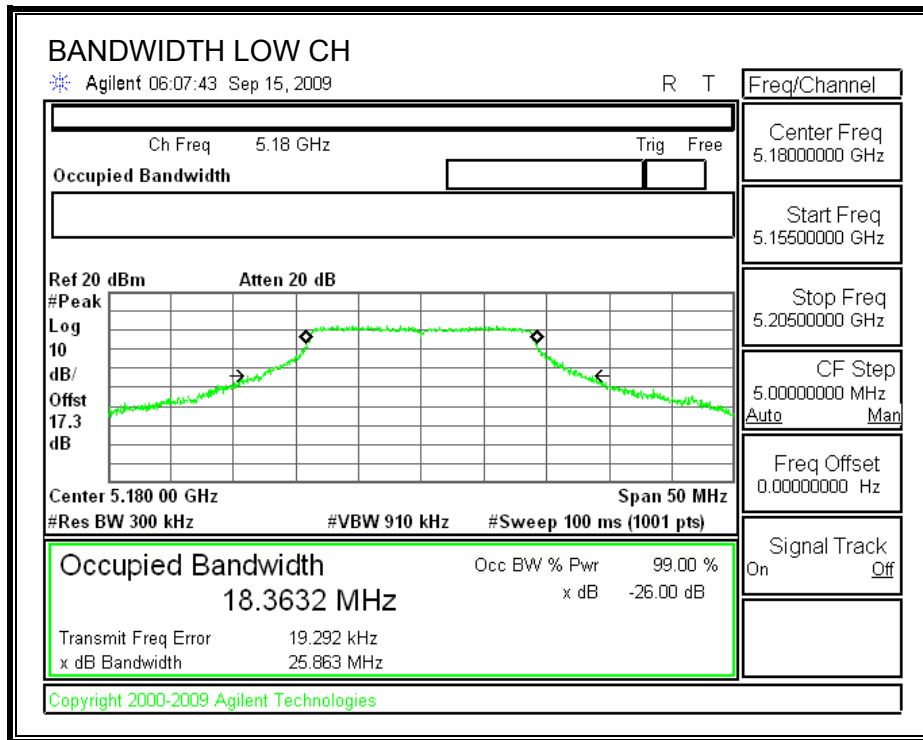 BANDWIDTH LOW CH
Agilent 06:07:43 Sep 15, 2009 R T
Freq/Channel
Ch Freq 5.18 GHz Trig Free
Occupied Bandwidth
Center Freq
5.18000000 GHz
Start Freq
5.15500000 GHz
Stop Freq
5.20500000 GHz
CF Step
5.00000000 MHz
Auto Man
Freq Offset
0.00000000 Hz
Signal Track
On Off
Ref 20 dBm Atten 20 dB
#Peak
Log
10
dB/
Offst
17.3
dB
Center 5.180 00 GHz Span 50 MHz
#Res BW 300 kHz #VBW 910 kHz #Sweep 100 ms (1001 pts)
Occupied Bandwidth Occ BW % Pwr 99.00 %
18.3632 MHz x dB -26.00 dB
Transmit Freq Error 19.292 kHz
x dB Bandwidth 25.863 MHz
Copyright 2000-2009 Agilent Technologies